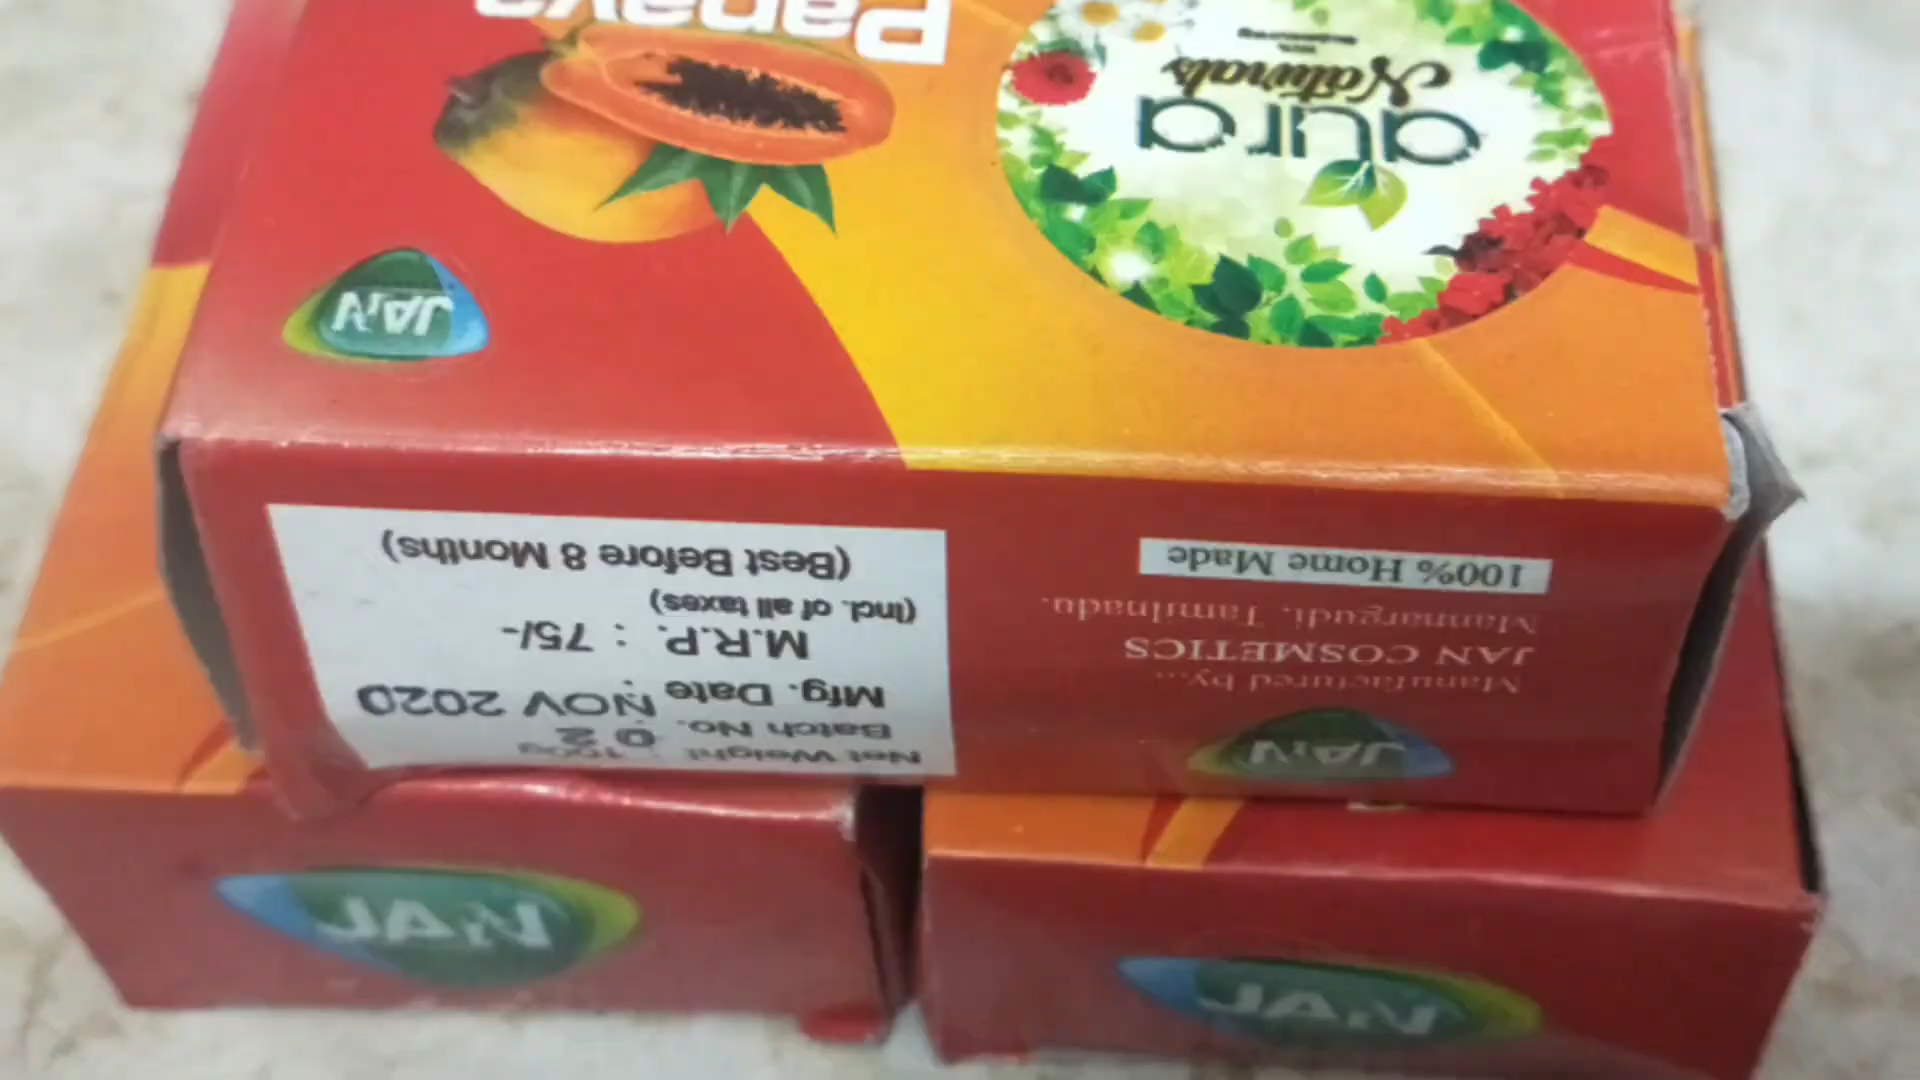 aura
Naturals
Papaya
JAN
Net Weight : 100g
Batch No. : 02
Mfg. Date : NOV 2020
M.R.P. : 75/-
(Incl. of all taxes)
(Best Before 8 Months)
JAN
Manufactured by...
JAN COSMETICS
Mannargudi, Tamilnadu.
100% Home Made
JAN
JAN